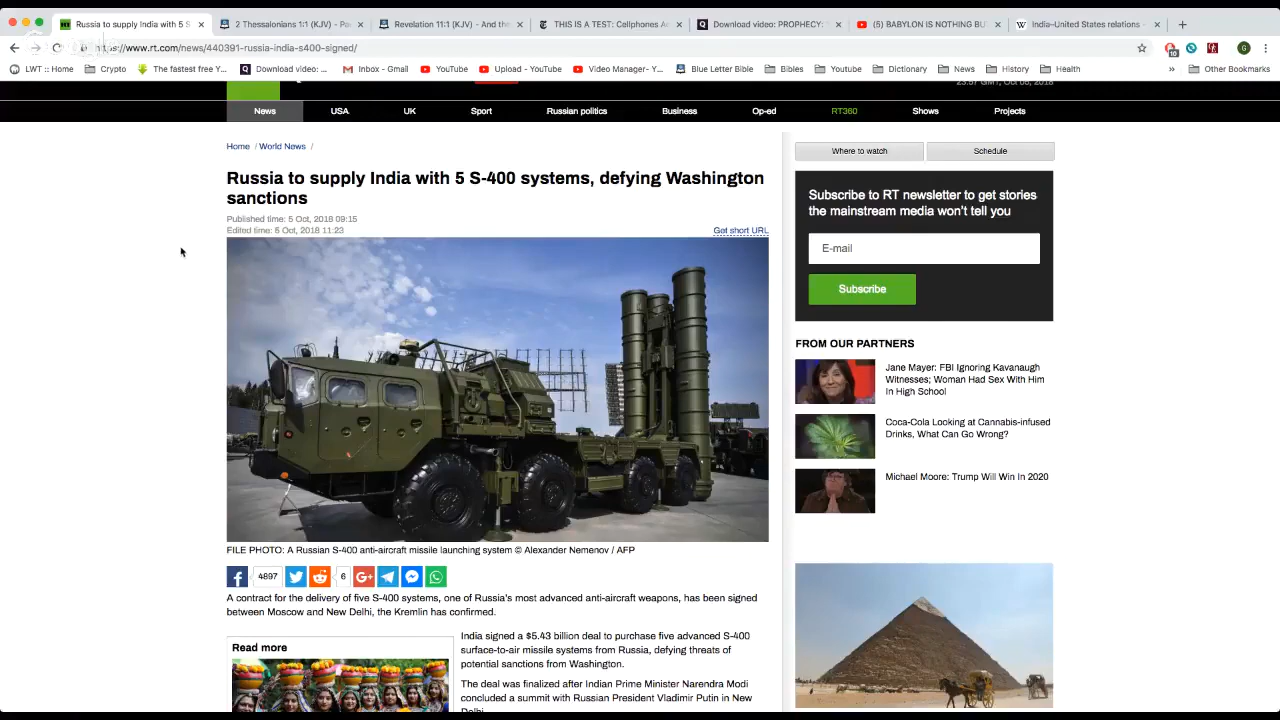 Russia to supply India with 5 S
2 Thessalonians 1:1 (KJV) - Pa
Revelation 11:1 (KJV) - And the
THIS IS A TEST: Cellphones Ac
Download video: PROPHECY:
(5) BABYLON IS NOTHING BU
India–United States relations -
https://www.rt.com/news/440391-russia-india-s400-signed/
LWT :: Home
Crypto
The fastest free Y...
Download video: ...
Inbox - Gmail
YouTube
Upload - YouTube
Video Manager- Y...
Blue Letter Bible
Bibles
Youtube
Dictionary
News
History
Health
Other Bookmarks
News
USA
UK
Sport
Russian politics
Business
Op-ed
RT360
Shows
Projects
Home / World News /
Russia to supply India with 5 S-400 systems, defying Washington
sanctions
Published time: 5 Oct, 2018 09:15
Edited time: 5 Oct, 2018 11:23
Get short URL
FILE PHOTO: A Russian S-400 anti-aircraft missile launching system © Alexander Nemenov / AFP
4897
6
A contract for the delivery of five S-400 systems, one of Russia's most advanced anti-aircraft weapons, has been signed
between Moscow and New Delhi, the Kremlin has confirmed.
Read more
India signed a $5.43 billion deal to purchase five advanced S-400
surface-to-air missile systems from Russia, defying threats of
potential sanctions from Washington.
The deal was finalized after Indian Prime Minister Narendra Modi
concluded a summit with Russian President Vladimir Putin in New
Delhi.
Where to watch
Schedule
Subscribe to RT newsletter to get stories
the mainstream media won't tell you
E-mail
Subscribe
FROM OUR PARTNERS
Jane Mayer: FBI Ignoring Kavanaugh
Witnesses; Woman Had Sex With Him
In High School
Coca-Cola Looking at Cannabis-infused
Drinks, What Can Go Wrong?
Michael Moore: Trump Will Win In 2020